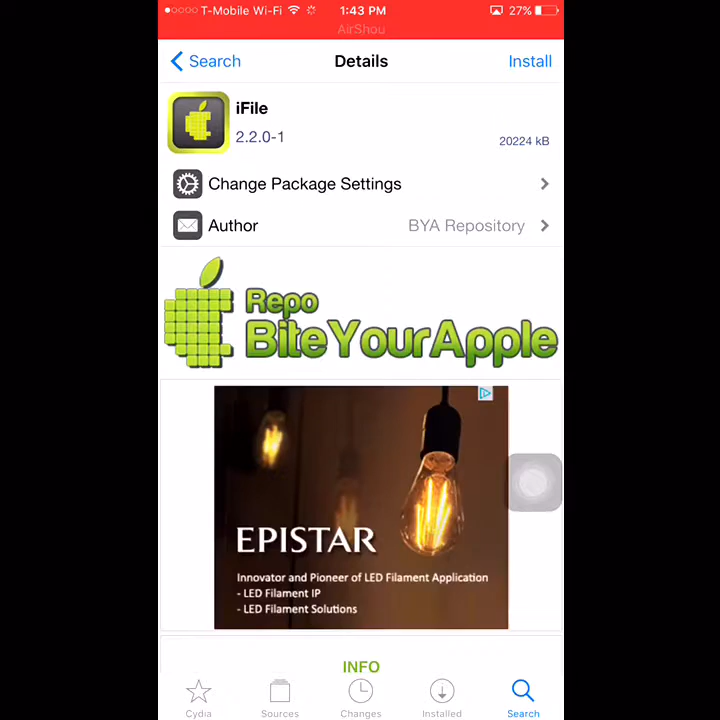 T-Mobile Wi-Fi 1:43 PM 27%
AirShou
Search Details Install
iFile
2.2.0-1
20224 kB
Change Package Settings
Author BYA Repository
Repo
BiteYourApple
EPISTAR
Innovator and Pioneer of LED Filament Application
- LED Filament IP
- LED Filament Solutions
INFO
Cydia Sources Changes Installed Search